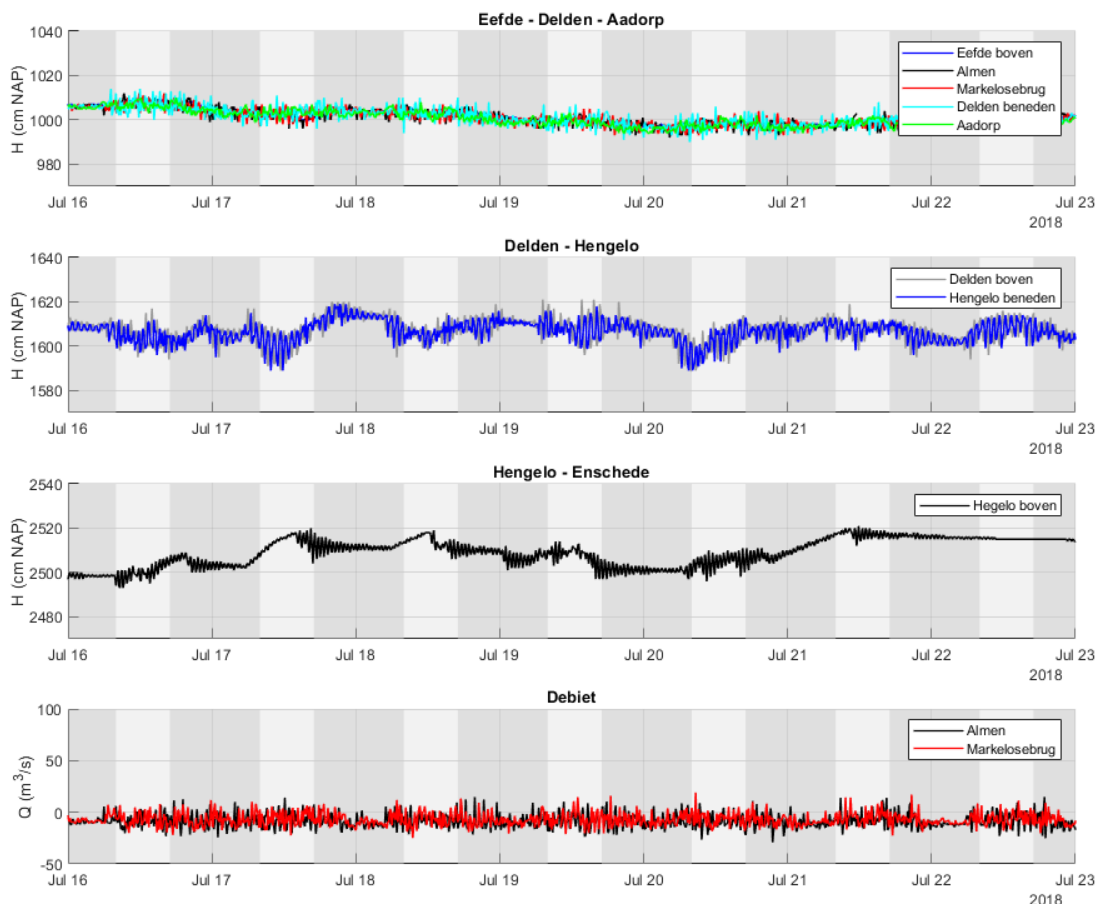 Eefde - Delden - Aadorp
H (cm NAP)
1040
1020
1000
980
Eefde boven
Almen
Markelosebrug
Delden beneden
Aadorp
Jul 16 Jul 17 Jul 18 Jul 19 Jul 20 Jul 21 Jul 22 Jul 23
2018
Delden - Hengelo
H (cm NAP)
1640
1620
1600
1580
Delden boven
Hengelo beneden
Jul 16 Jul 17 Jul 18 Jul 19 Jul 20 Jul 21 Jul 22 Jul 23
2018
Hengelo - Enschede
H (cm NAP)
2540
2520
2500
2480
Hegelo boven
Jul 16 Jul 17 Jul 18 Jul 19 Jul 20 Jul 21 Jul 22 Jul 23
2018
Debiet
Q (m³/s)
100
50
0
-50
Almen
Markelosebrug
Jul 16 Jul 17 Jul 18 Jul 19 Jul 20 Jul 21 Jul 22 Jul 23
2018